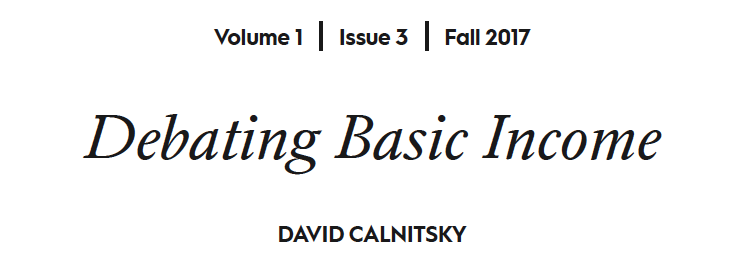 Volume 1 | Issue 3 | Fall 2017
Debating Basic Income
DAVID CALNITSKY